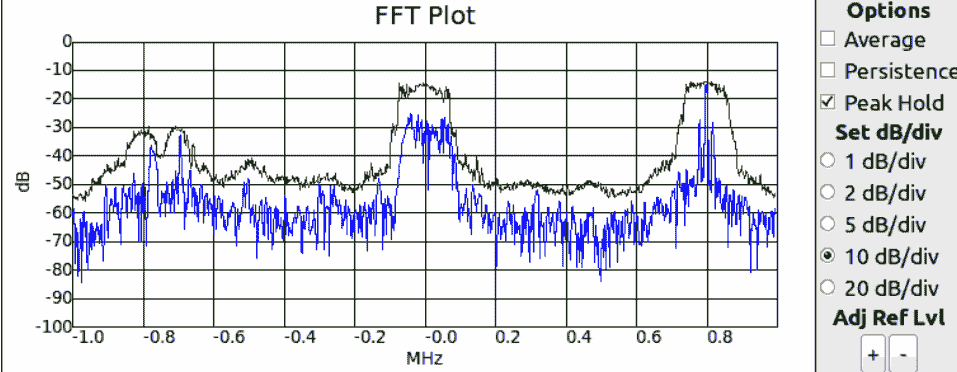 FFT Plot
0
-10
-20
-30
-40
-50
-60
-70
-80
-90
-100
dB
-1.0 -0.8 -0.6 -0.4 -0.2 -0.0 0.2 0.4 0.6 0.8
MHz
Options
Average
Persistence
Peak Hold
Set dB/div
1 dB/div
2 dB/div
5 dB/div
10 dB/div
20 dB/div
Adj Ref Lvl
+ -